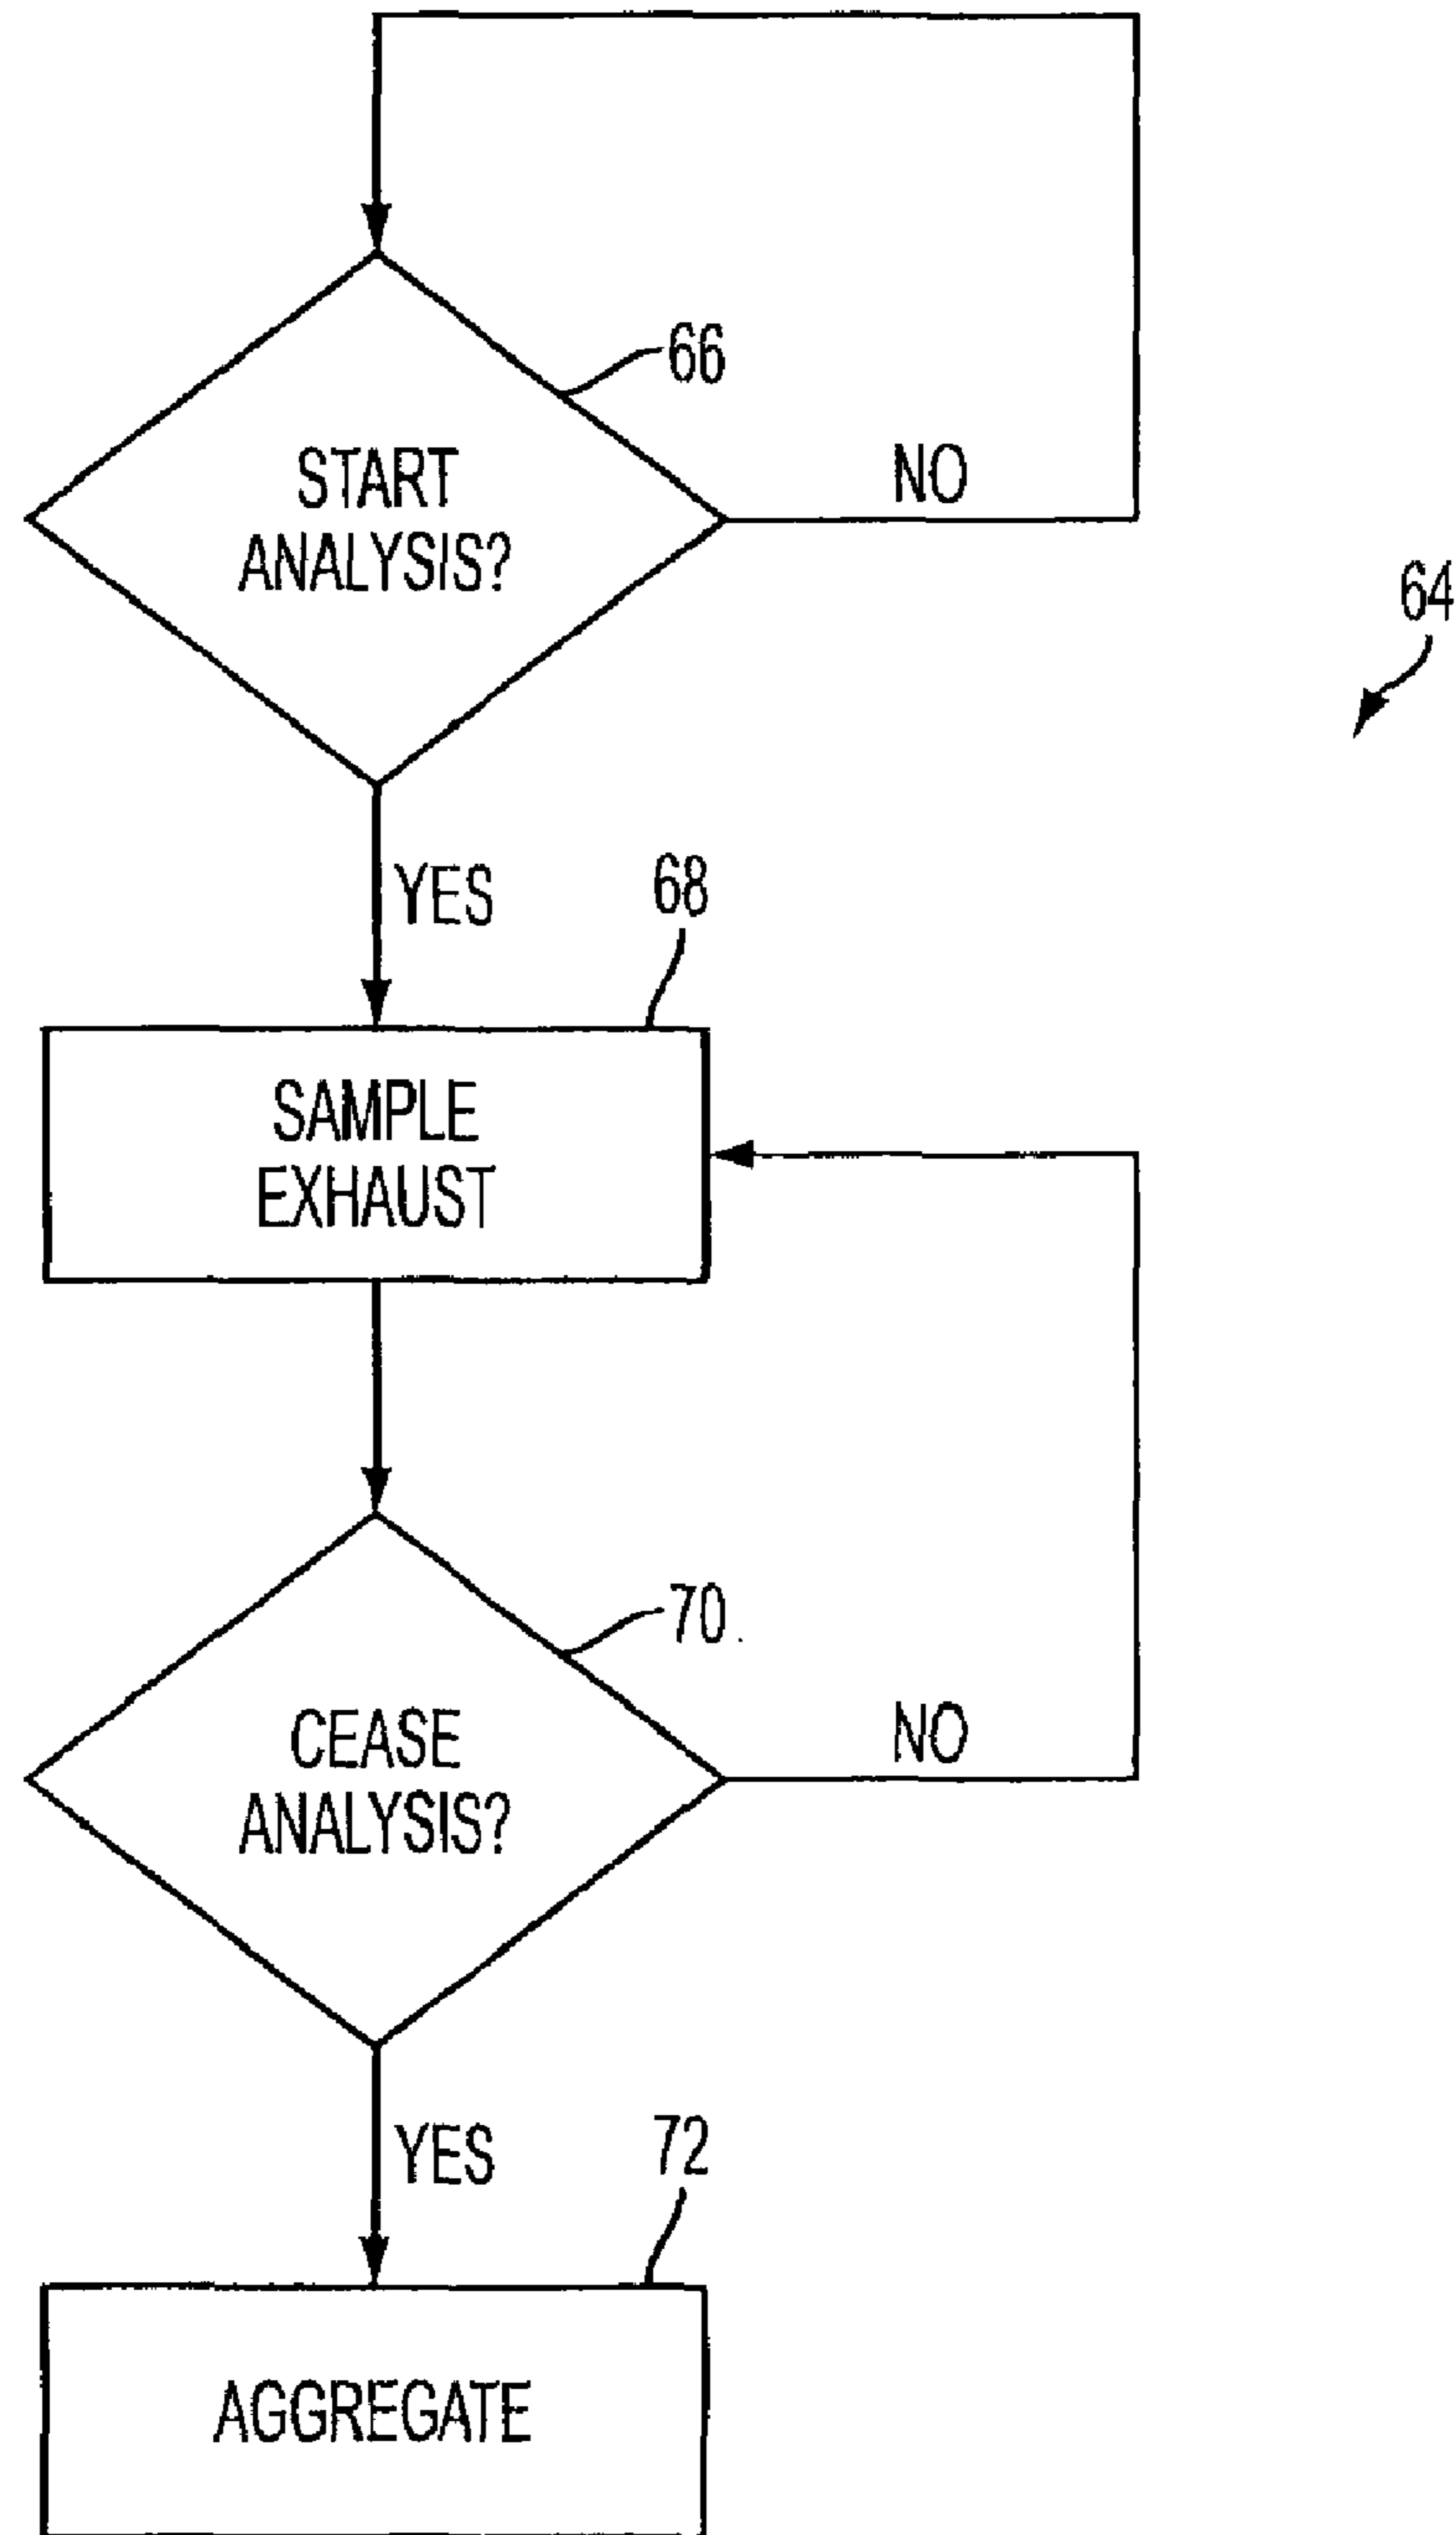 66
START
ANALYSIS?
NO
64
YES
68
SAMPLE
EXHAUST
70
CEASE
ANALYSIS?
NO
YES
72
AGGREGATE